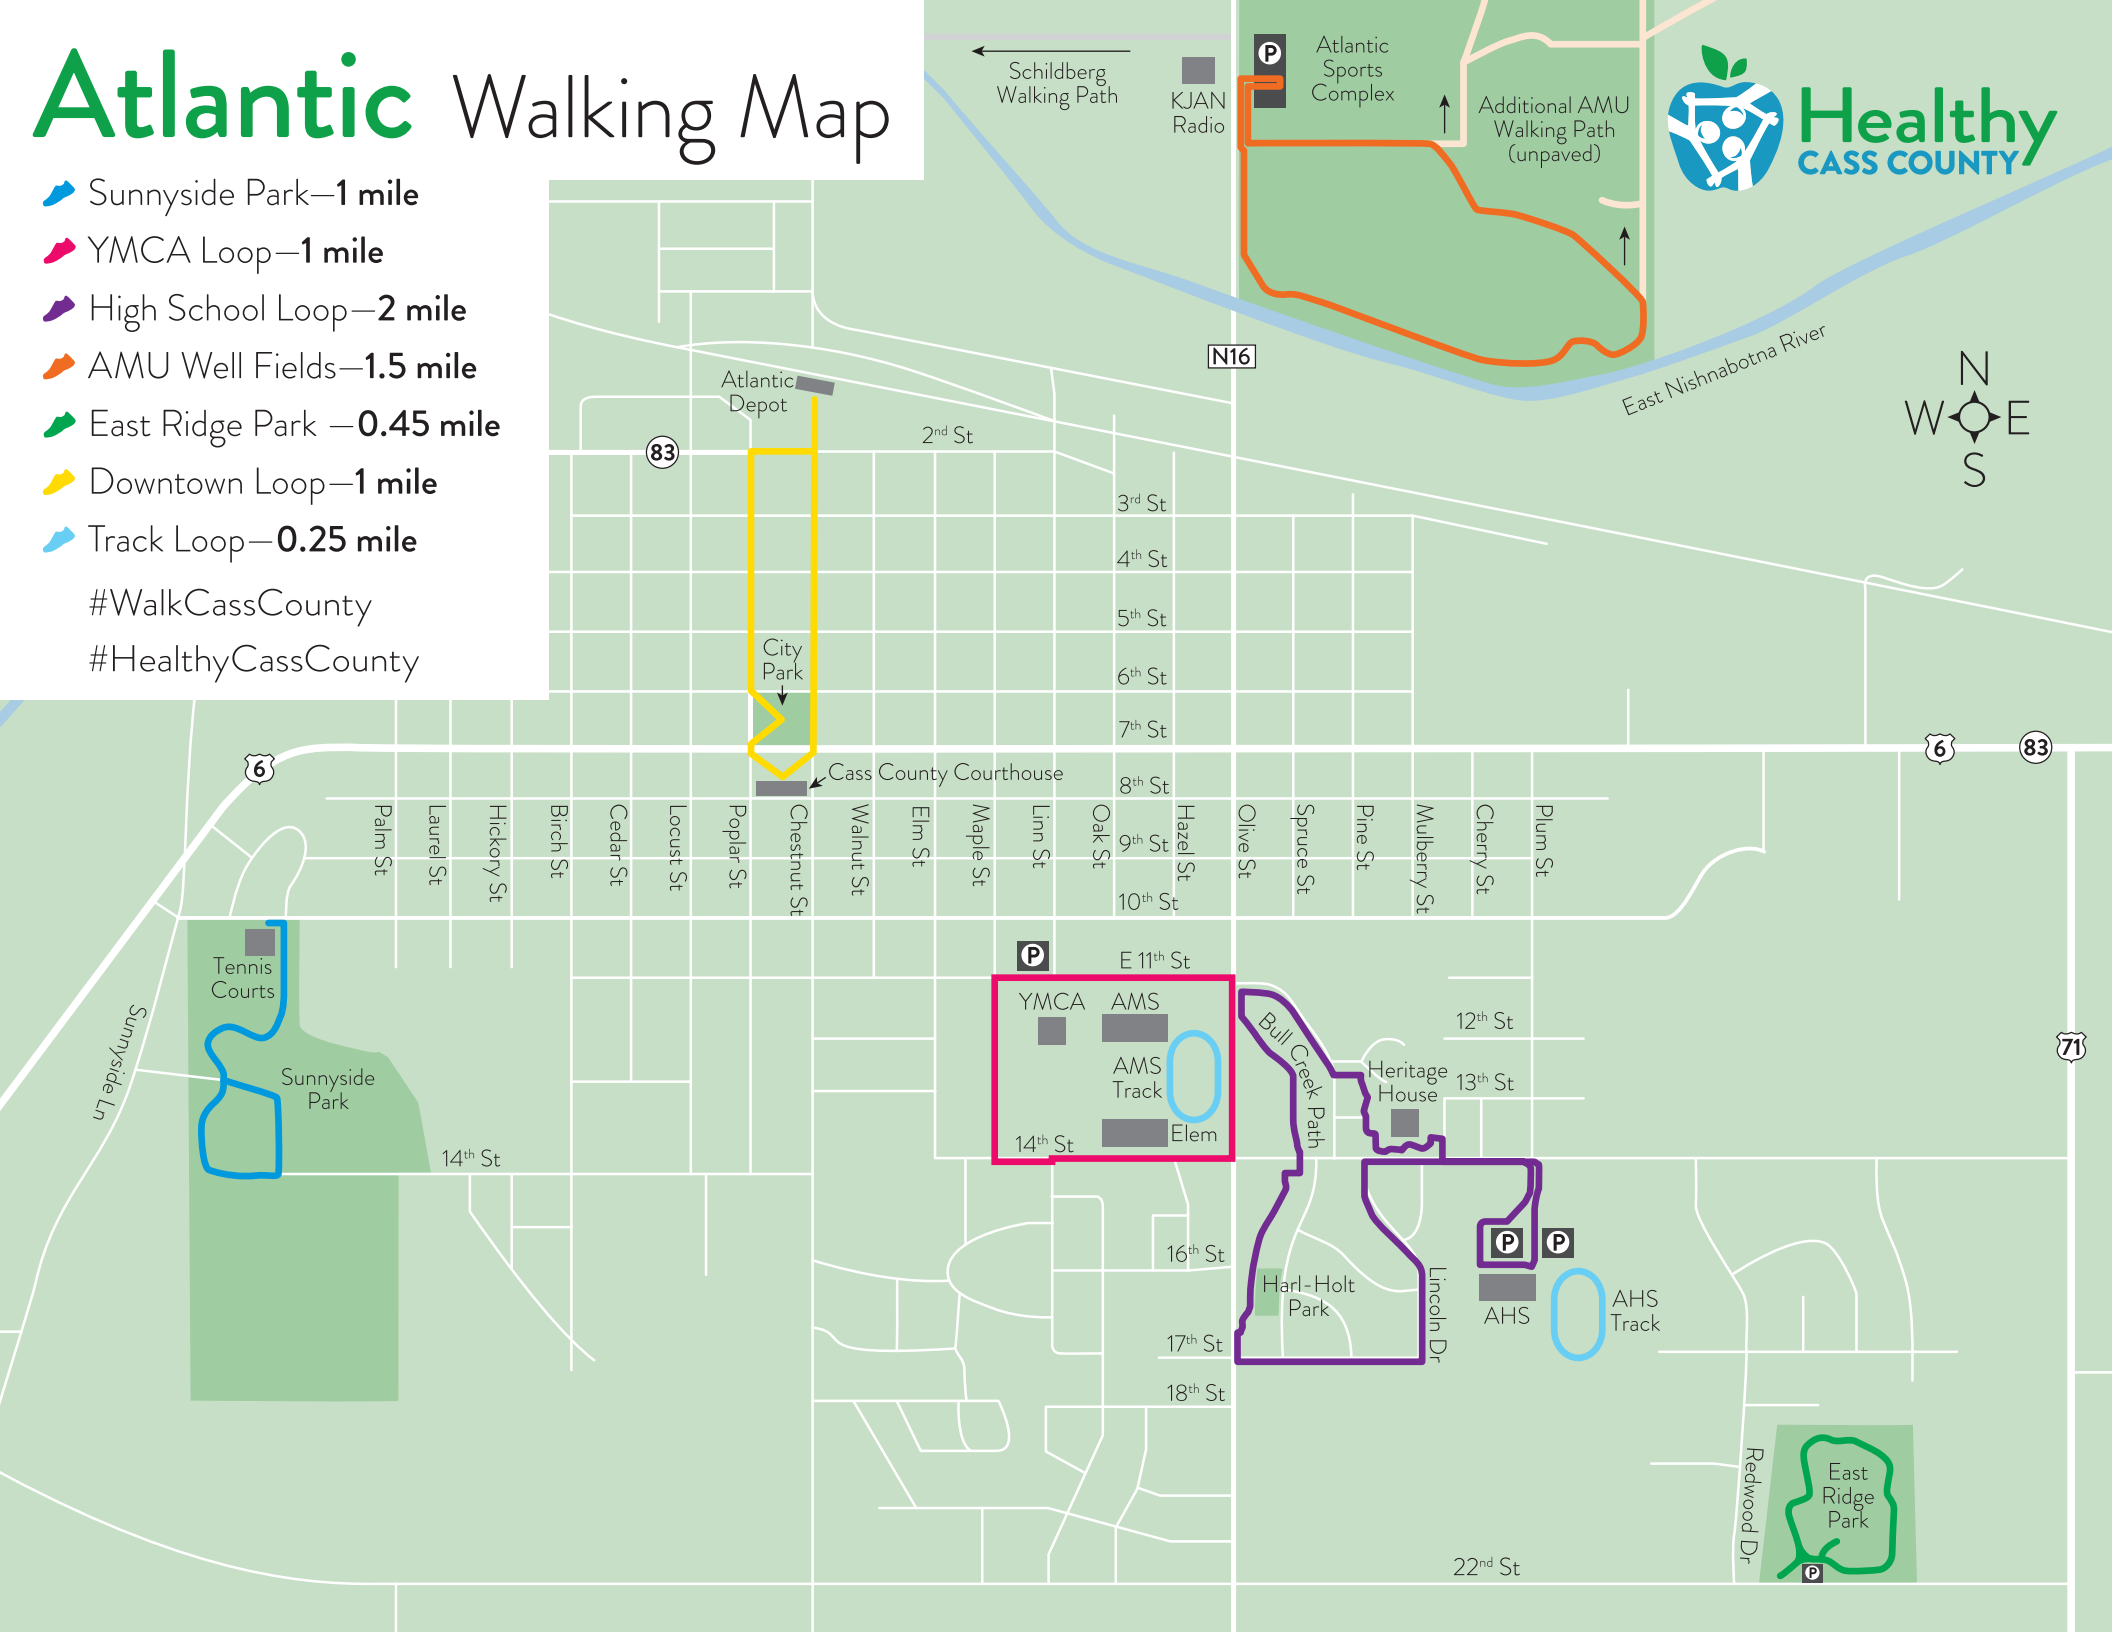 Atlantic Walking Map
Sunnyside Park—1 mile
YMCA Loop—1 mile
High School Loop—2 mile
AMU Well Fields—1.5 mile
East Ridge Park —0.45 mile
Downtown Loop—1 mile
Track Loop—0.25 mile
#WalkCassCounty
#HealthyCassCounty
Schildberg
Walking Path
KJAN
Radio
P
Atlantic
Sports
Complex
Additional AMU
Walking Path
(unpaved)
Healthy
CASS COUNTY
N16
East Nishnabotna River
N
W E
S
Atlantic
Depot
83
2nd St
3rd St
4th St
5th St
6th St
7th St
City
Park
6
6
83
Cass County Courthouse
8th St
Palm St
Laurel St
Hickory St
Birch St
Cedar St
Locust St
Poplar St
Chestnut St
Walnut St
Elm St
Maple St
Linn St
Oak St
9th St
Hazel St
Olive St
Spruce St
Pine St
Mulberry St
Cherry St
Plum St
10th St
Tennis
Courts
Sunnyside Ln
Sunnyside
Park
14th St
P
E 11th St
YMCA
AMS
AMS
Track
14th St
Elem
Bull Creek Path
Heritage
House
12th St
13th St
71
16th St
Harl-Holt
Park
Lincoln Dr
P
P
AHS
AHS
Track
17th St
18th St
Redwood Dr
East
Ridge
Park
P
22nd St